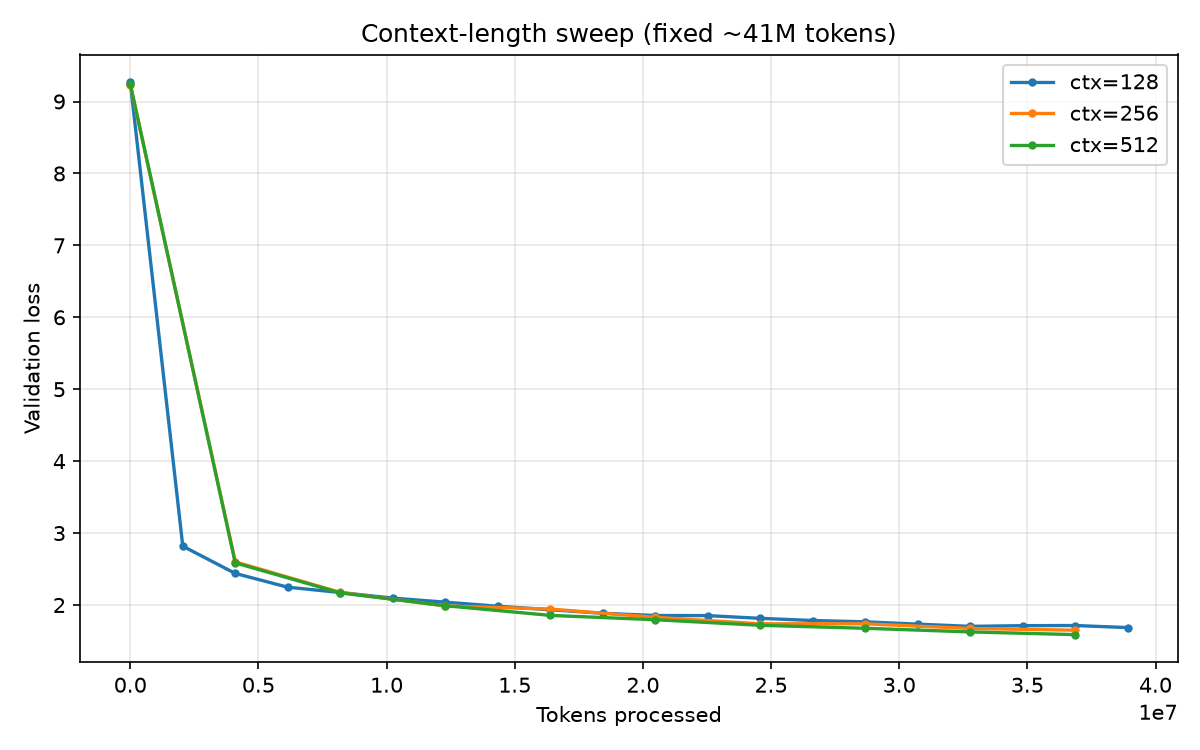 Context-length sweep (fixed ~41M tokens)
ctx=128
ctx=256
ctx=512
Validation loss
9
8
7
6
5
4
3
2
0.0 0.5 1.0 1.5 2.0 2.5 3.0 3.5 4.0
1e7
Tokens processed